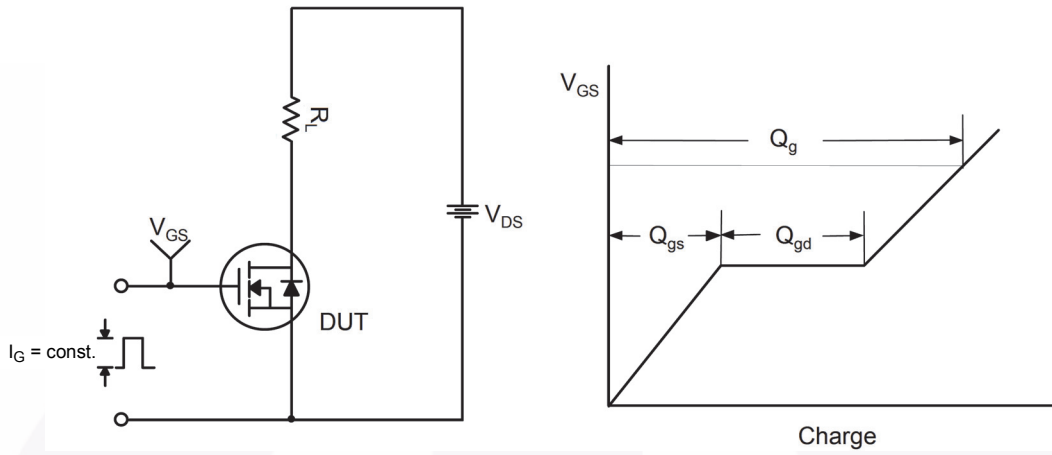 R_L
V_DS
V_GS
DUT
I_G = const.
V_GS
Q_g
Q_gs
Q_gd
Charge